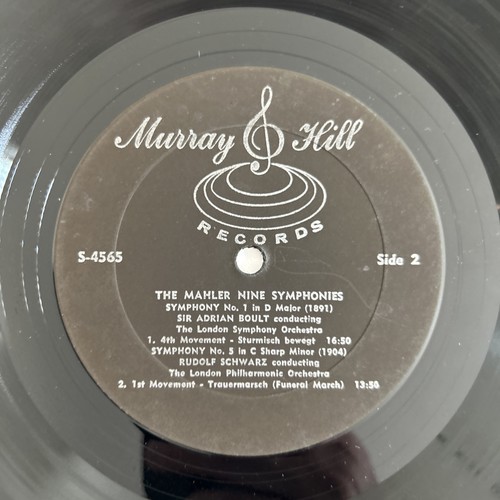 Murray Hill
RECORDS
S-4565
Side 2
THE MAHLER NINE SYMPHONIES
SYMPHONY No. 1 in D Major (1891)
SIR ADRIAN BOULT conducting
The London Symphony Orchestra
1. 4th Movement - Sturmisch bewegt 16:50
SYMPHONY No. 5 in C Sharp Minor (1904)
RUDOLF SCHWARZ conducting
The London Philharmonic Orchestra
2. 1st Movement - Trauermarsch (Funeral March) 13:50